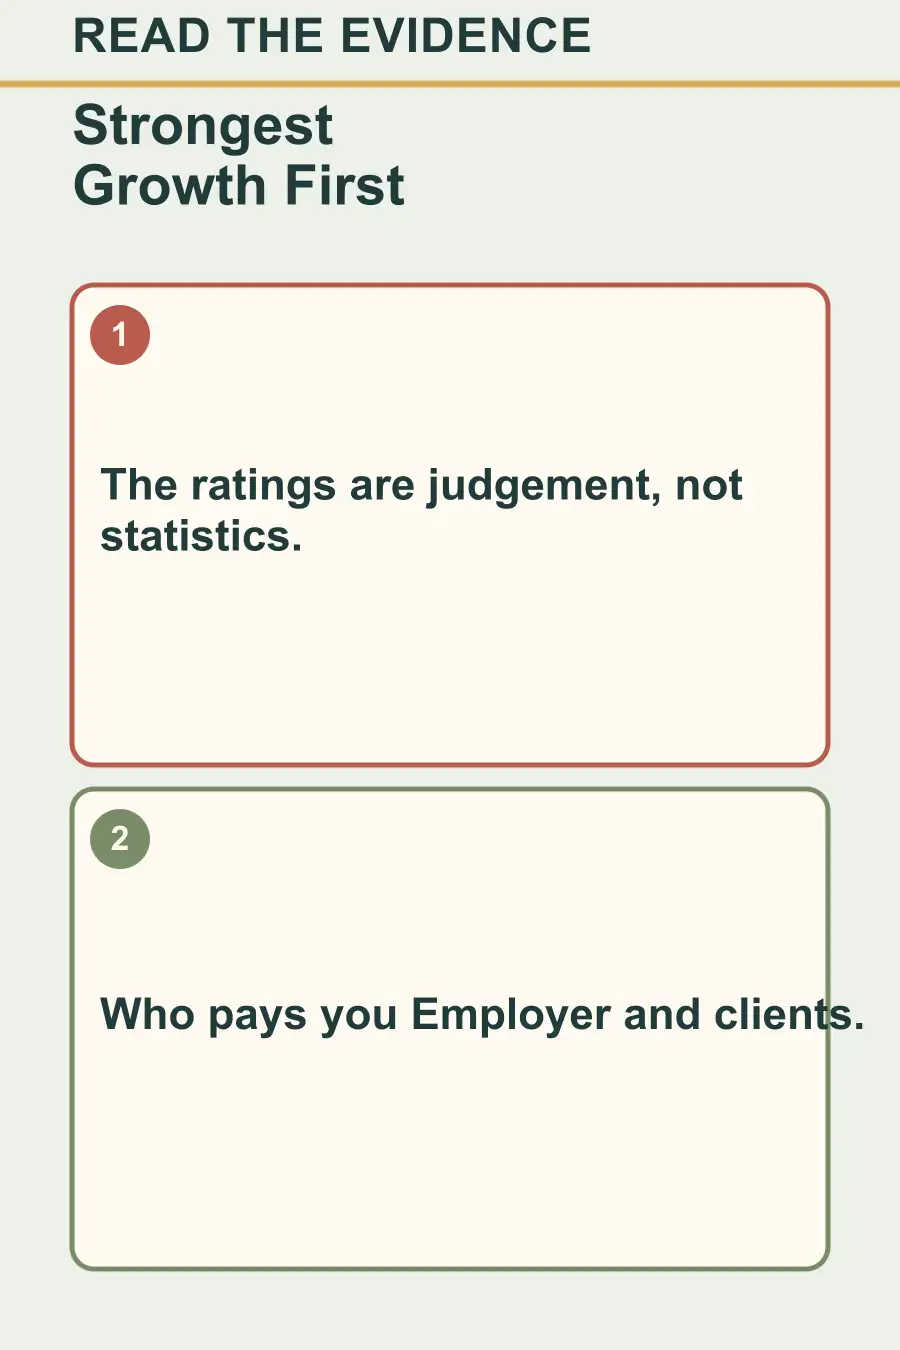 READ THE EVIDENCE
Strongest
Growth First
1
The ratings are judgement, not
statistics.
2
Who pays you Employer and clients.